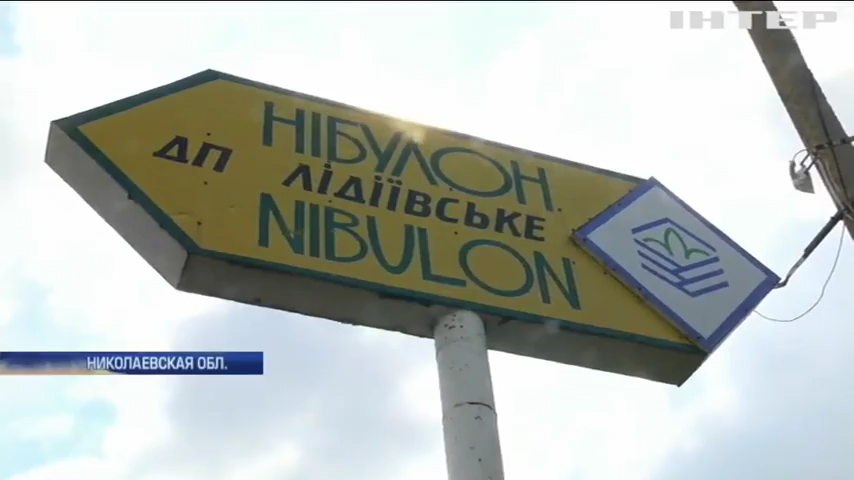 ІНТЕР
НІБУЛОН
ДП ЛІДІЇВСЬКЕ
NIBULON
НИКОЛАЕВСКАЯ ОБЛ.